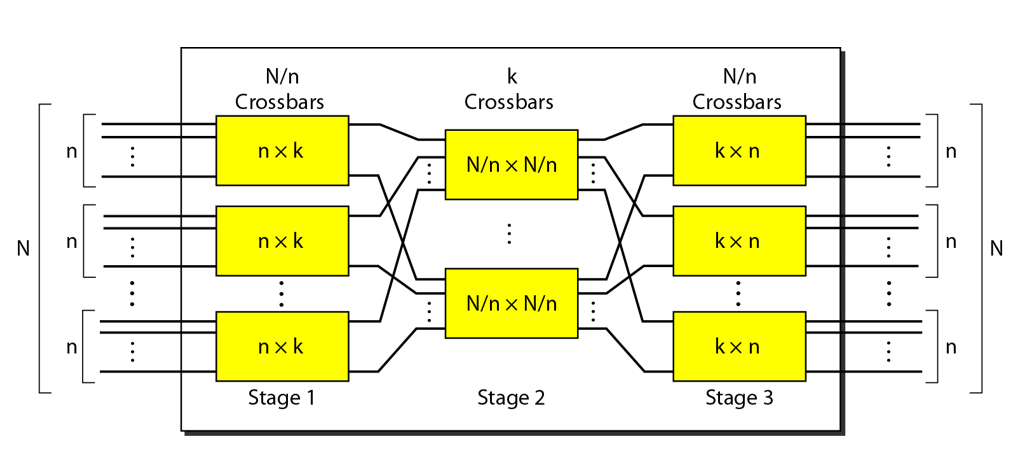 N/n
Crossbars
k
Crossbars
N/n
Crossbars
n
n × k
N/n × N/n
k × n
n
n
n × k
k × n
n
N
N
N/n × N/n
n
n × k
k × n
n
Stage 1
Stage 2
Stage 3